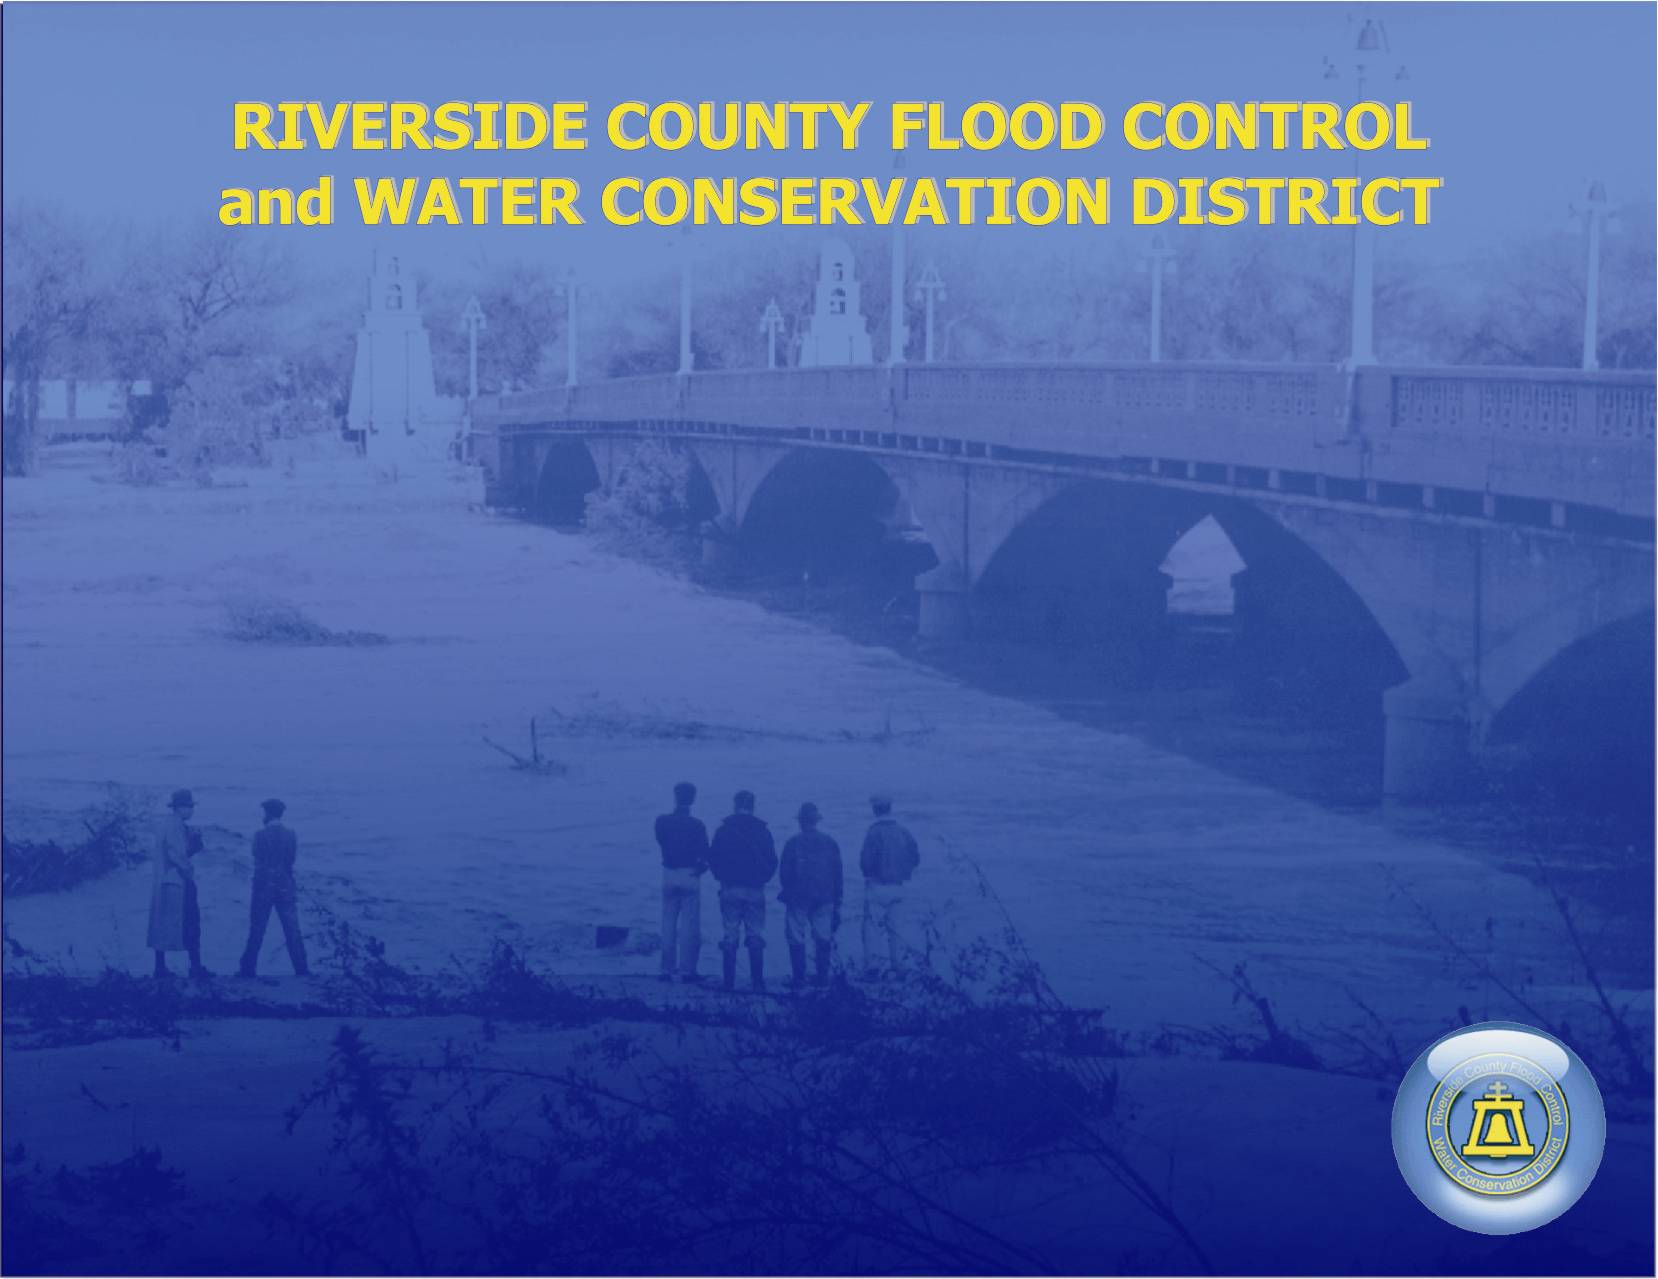 RIVERSIDE COUNTY FLOOD CONTROL
and WATER CONSERVATION DISTRICT
Riverside County Flood Control
Water Conservation District